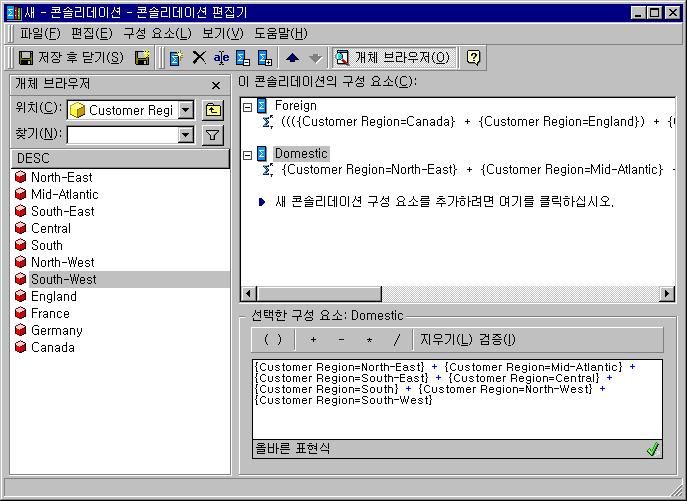 새 - 콘솔리데이션 - 콘솔리데이션 편집기
파일(F) 편집(E) 구성 요소(L) 보기(V) 도움말(H)
저장 후 닫기(S) 개체 브라우저(O)
개체 브라우저
위치(C): Customer Regi
찾기(N):
DESC
North-East
Mid-Atlantic
South-East
Central
South
North-West
South-West
England
France
Germany
Canada
이 콘솔리데이션의 구성 요소(C):
Foreign
((({Customer Region=Canada} + {Customer Region=England}) + {C
Domestic
{Customer Region=North-East} + {Customer Region=Mid-Atlantic} +
새 콘솔리데이션 구성 요소를 추가하려면 여기를 클릭하십시오.
선택한 구성 요소: Domestic
( ) + - * / 지우기(L) 검증(I)
{Customer Region=North-East} + {Customer Region=Mid-Atlantic} +
{Customer Region=South-East} + {Customer Region=Central} +
{Customer Region=South} + {Customer Region=North-West} +
{Customer Region=South-West}
올바른 표현식